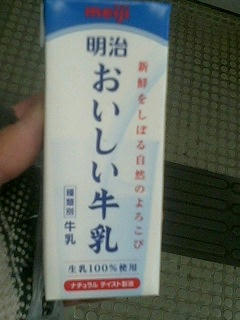 meiji
明治
おいしい牛乳
新鮮をしぼる自然のよろこび
種類別
牛乳
生乳100%使用
ナチュラル テイスト製法